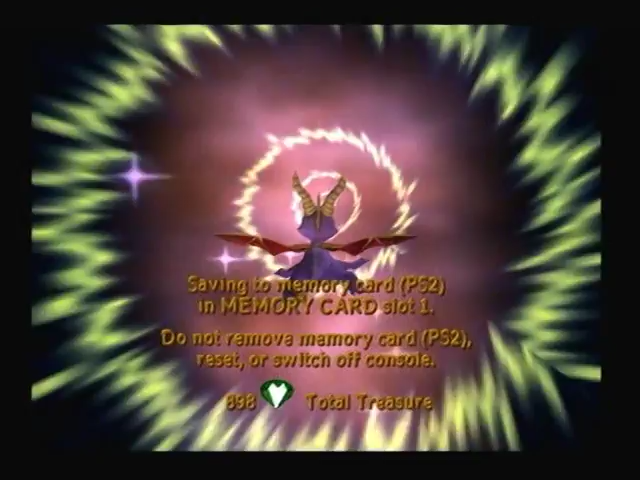 Saving to memory card (PS2)
in MEMORY CARD slot 1.
Do not remove memory card (PS2),
reset, or switch off console.
898 Total Treasure